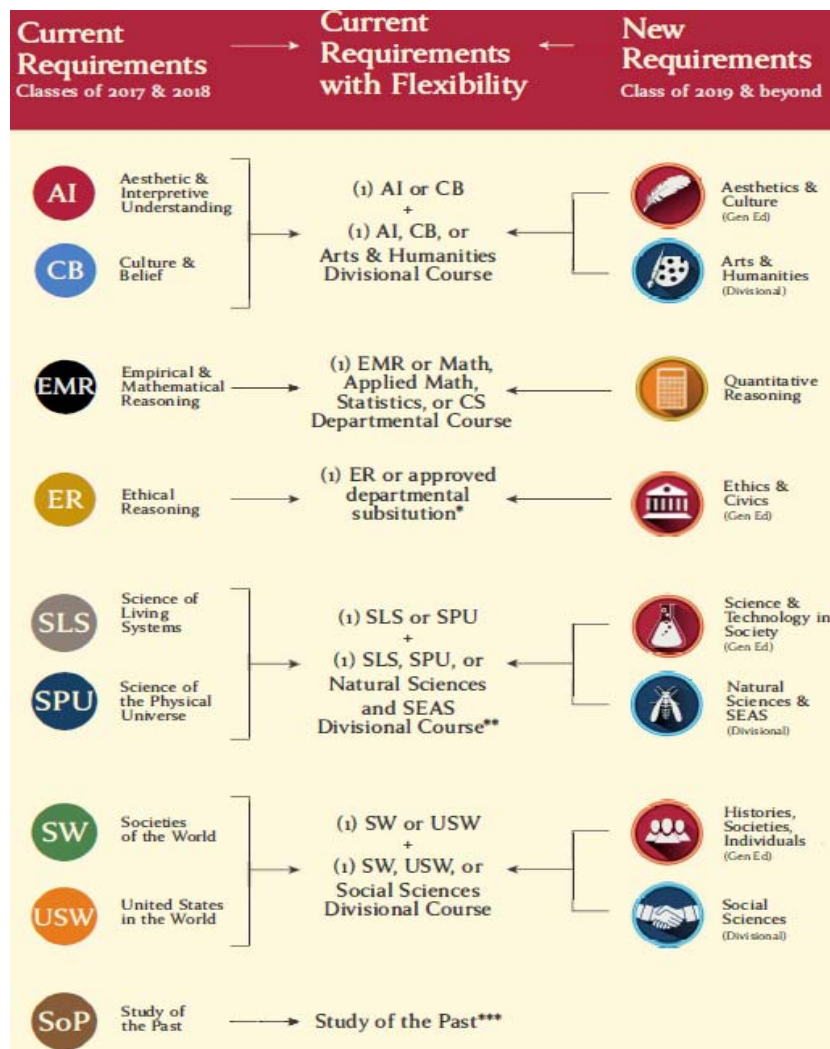 Current
Requirements
Classes of 2017 & 2018
Current
Requirements
with Flexibility
New
Requirements
Class of 2019 & beyond
AI
Aesthetic &
Interpretive
Understanding
CB
Culture &
Belief
(1) AI or CB
+
(1) AI, CB, or
Arts & Humanities
Divisional Course
Aesthetics &
Culture
(Gen Ed)
Arts &
Humanities
(Divisional)
EMR
Empirical &
Mathematical
Reasoning
(1) EMR or Math,
Applied Math,
Statistics, or CS
Departmental Course
Quantitative
Reasoning
ER
Ethical
Reasoning
(1) ER or approved
departmental
subsitution*
Ethics &
Civics
(Gen Ed)
SLS
Science of
Living
Systems
SPU
Science of
the Physical
Universe
(1) SLS or SPU
+
(1) SLS, SPU, or
Natural Sciences
and SEAS
Divisional Course**
Science &
Technology in
Society
(Gen Ed)
Natural
Sciences &
SEAS
(Divisional)
SW
Societies
of the World
USW
United States
in the World
(1) SW or USW
+
(1) SW, USW, or
Social Sciences
Divisional Course
Histories,
Societies,
Individuals
(Gen Ed)
Social
Sciences
(Divisional)
SoP
Study of
the Past
Study of the Past***